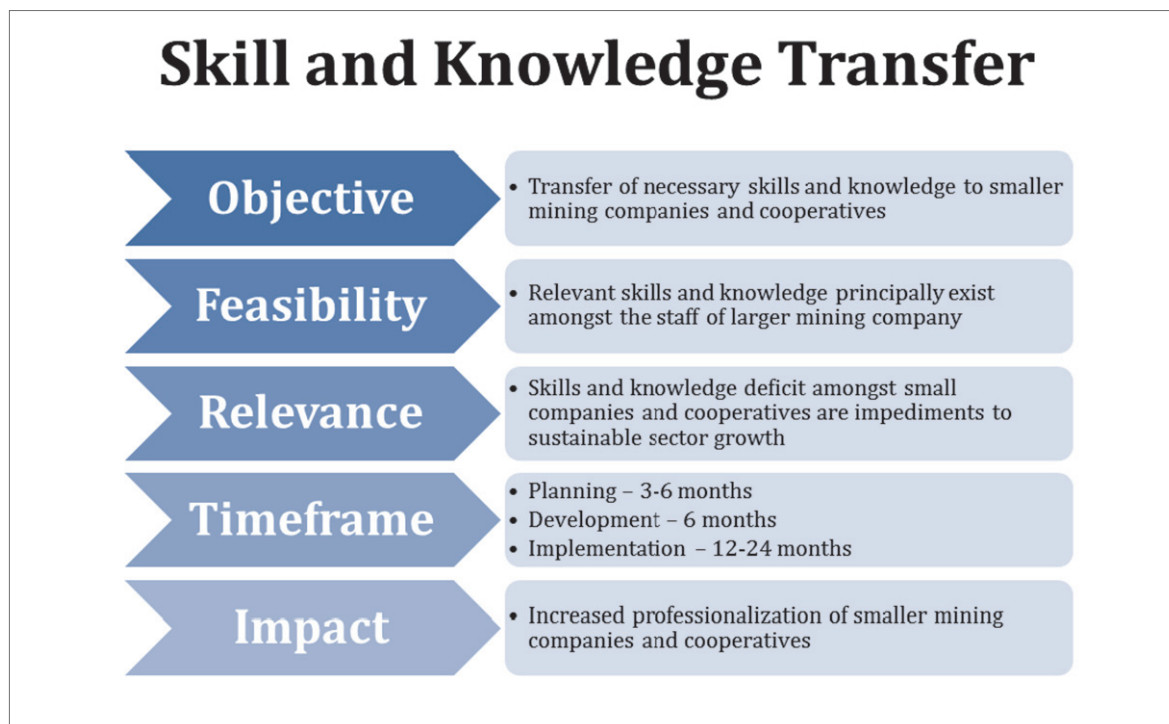 Skill and Knowledge Transfer
Objective
• Transfer of necessary skills and knowledge to smaller
mining companies and cooperatives
Feasibility
• Relevant skills and knowledge principally exist
amongst the staff of larger mining company
Relevance
• Skills and knowledge deficit amongst small
companies and cooperatives are impediments to
sustainable sector growth
Timeframe
• Planning – 3-6 months
• Development – 6 months
• Implementation – 12-24 months
Impact
• Increased professionalization of smaller mining
companies and cooperatives